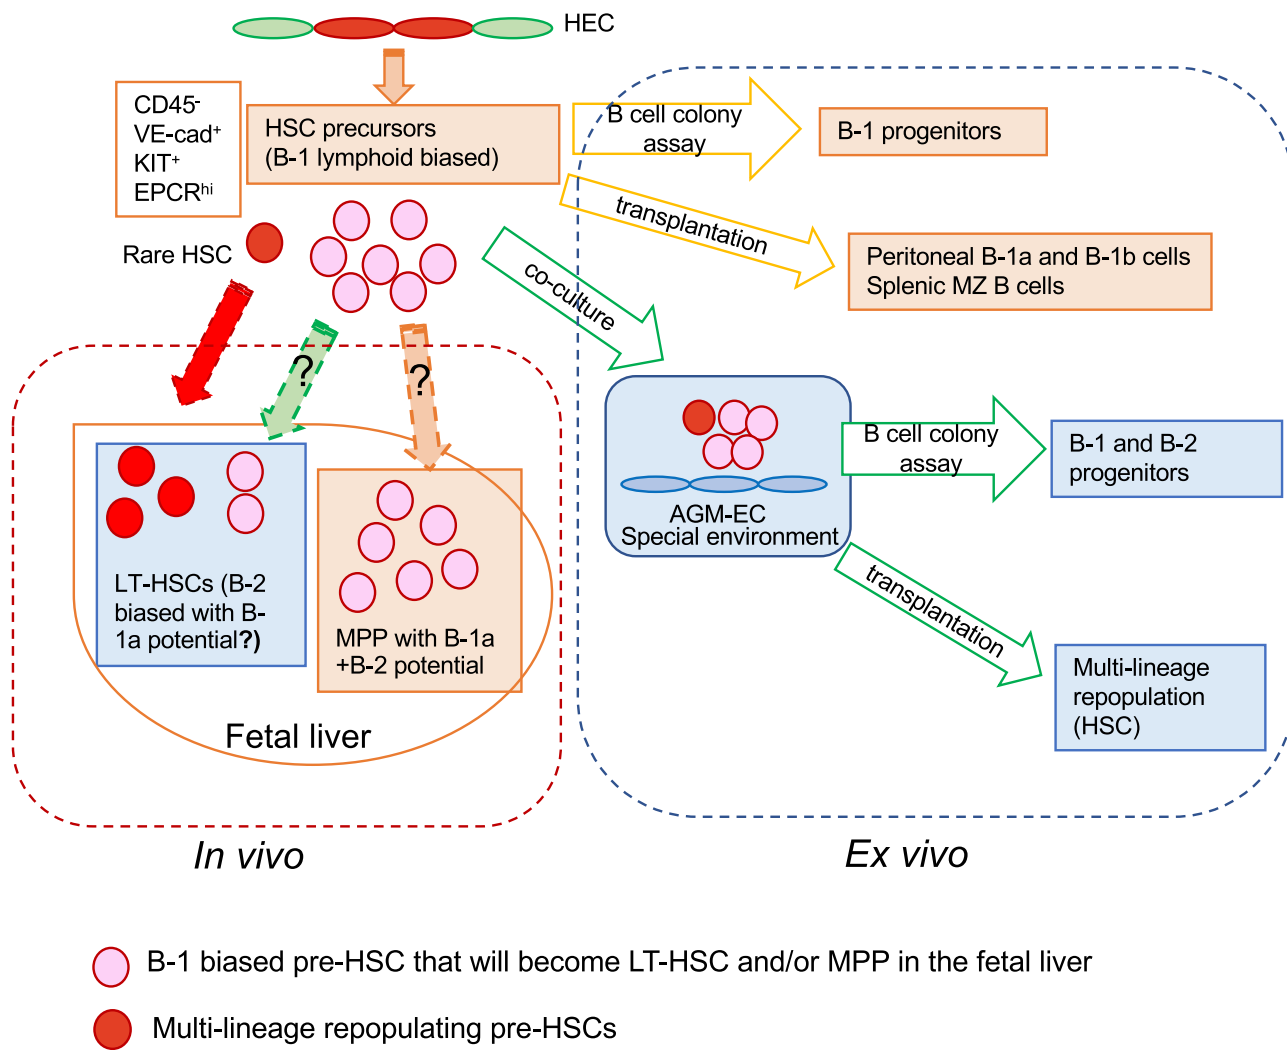 HEC
CD45-
VE-cad+
KIT+
EPCRhi
HSC precursors
(B-1 lymphoid biased)
B cell colony
assay
B-1 progenitors
transplantation
Peritoneal B-1a and B-1b cells
Splenic MZ B cells
Rare HSC
co-culture
?
?
AGM-EC
Special environment
B cell colony
assay
B-1 and B-2
progenitors
transplantation
Multi-lineage
repopulation
(HSC)
LT-HSCs (B-2
biased with B-
1a potential?)
MPP with B-1a
+B-2 potential
Fetal liver
In vivo
Ex vivo
B-1 biased pre-HSC that will become LT-HSC and/or MPP in the fetal liver
Multi-lineage repopulating pre-HSCs